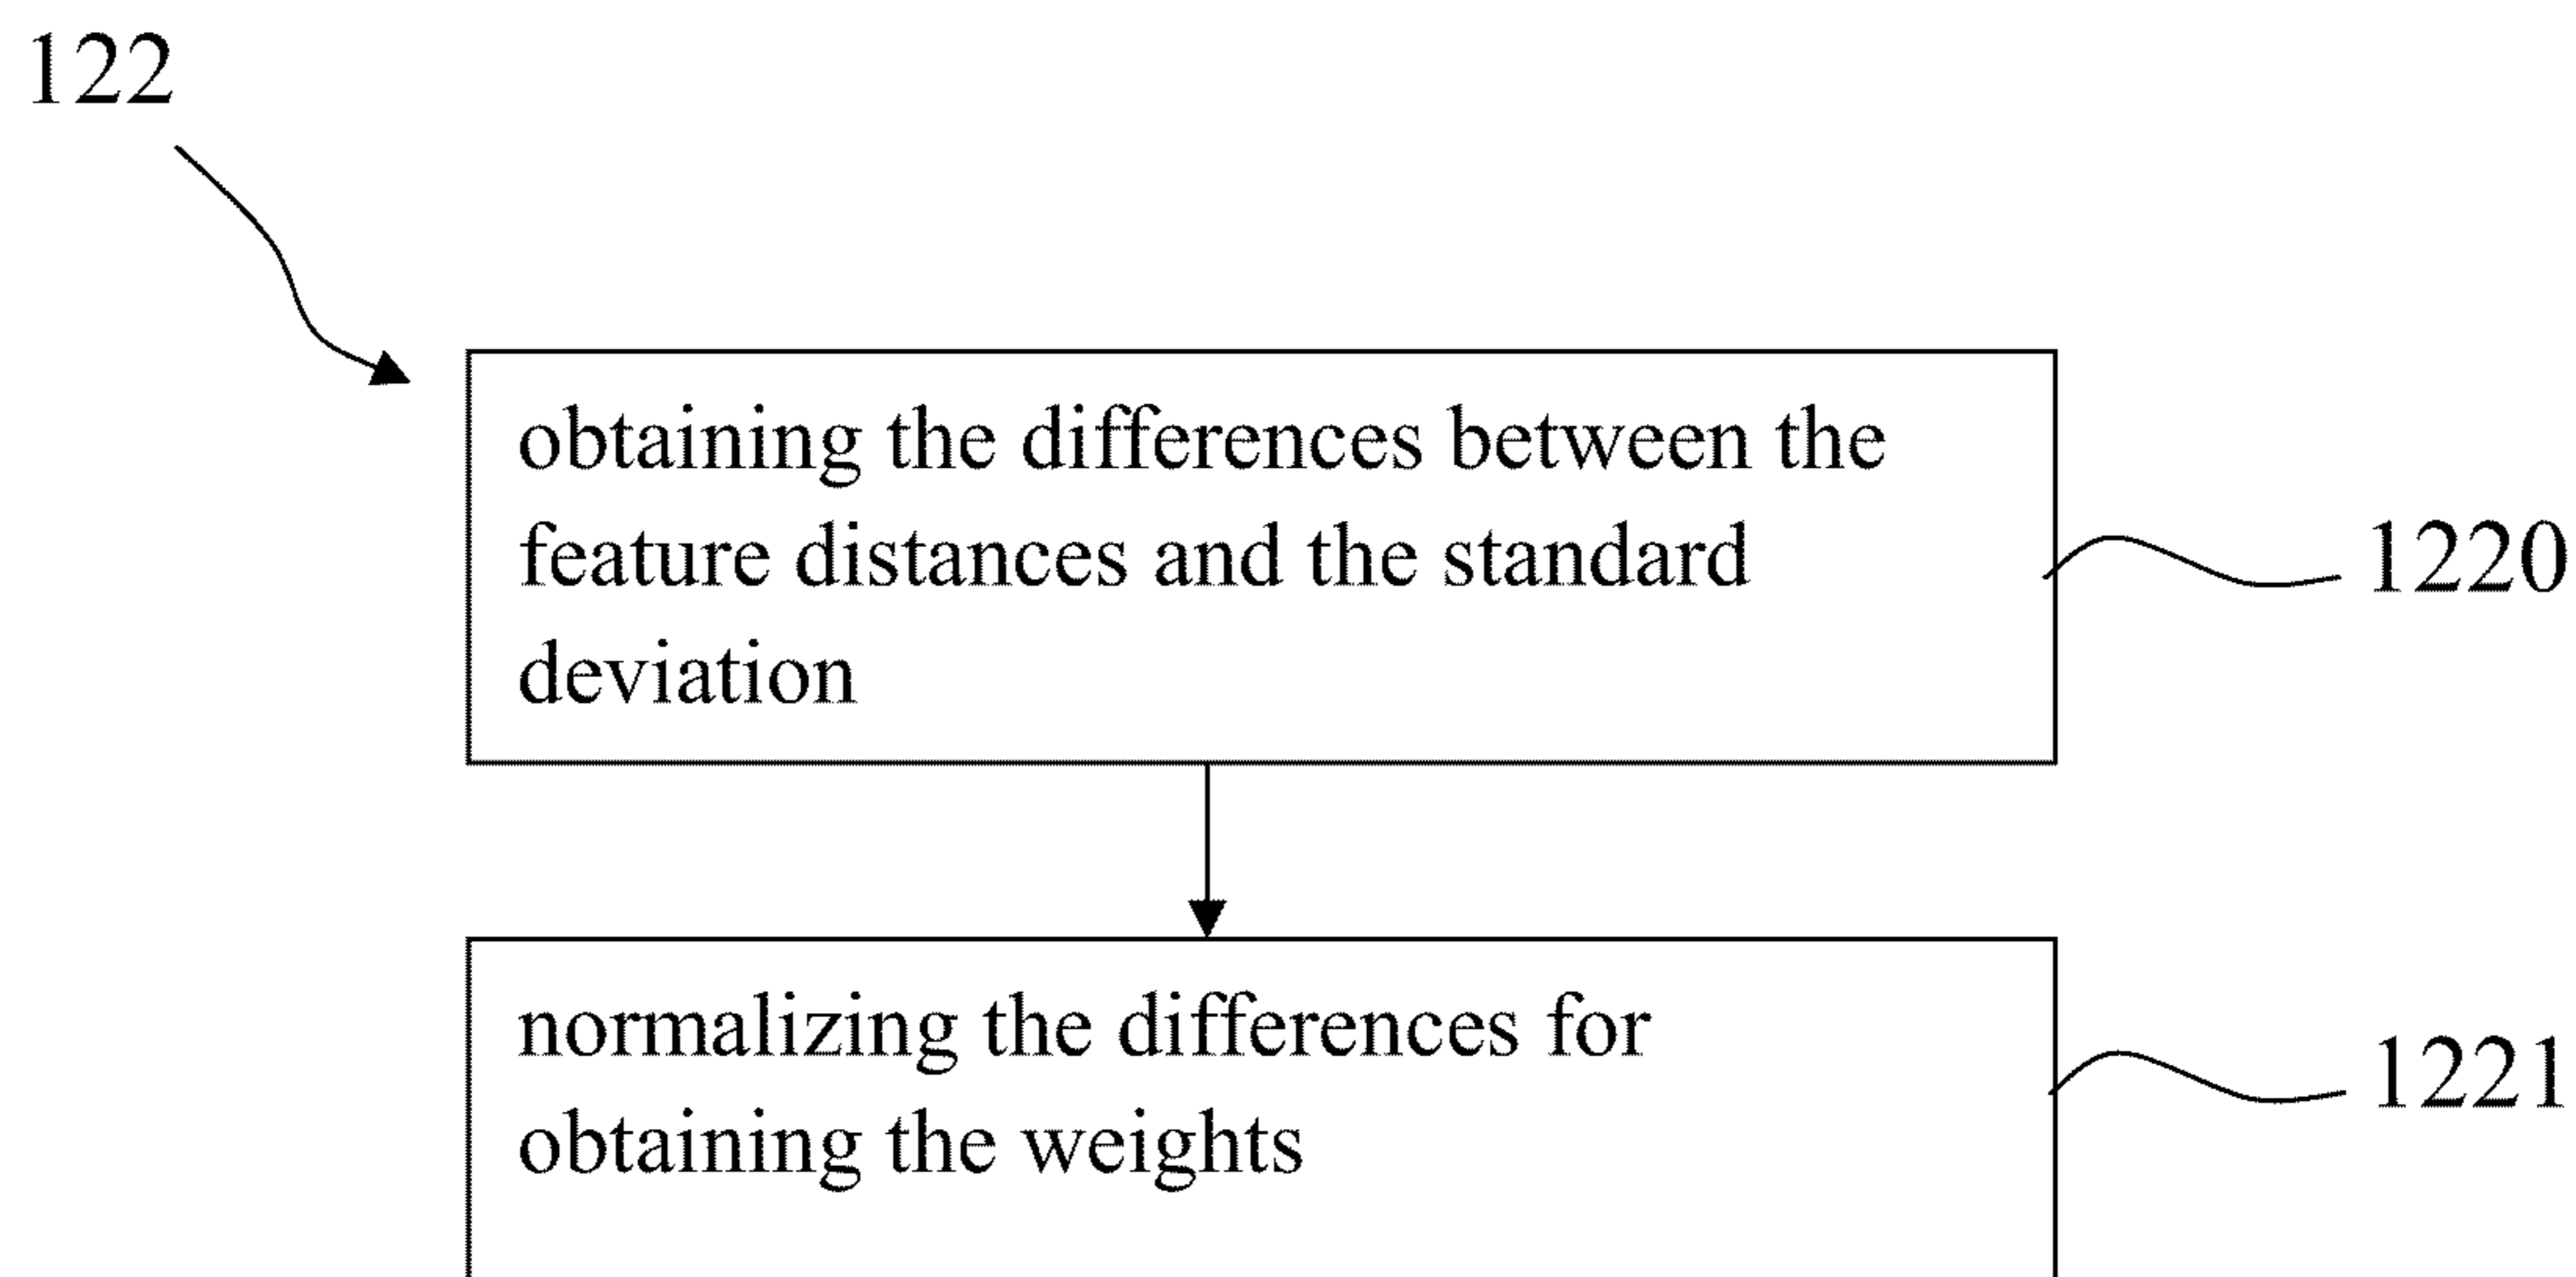 122
obtaining the differences between the
feature distances and the standard
deviation
1220
normalizing the differences for
obtaining the weights
1221